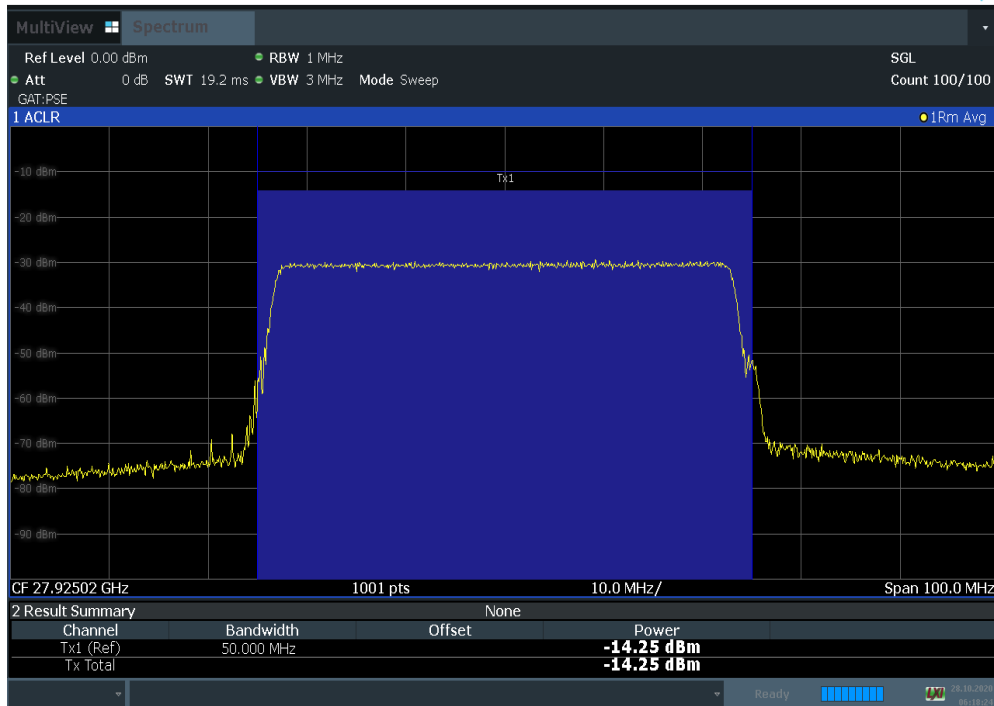 MultiView Spectrum
Ref Level 0.00 dBm RBW 1 MHz SGL
Att 0 dB SWT 19.2 ms VBW 3 MHz Mode Sweep Count 100/100
GAT:PSE
1 ACLR 1Rm Avg
-10 dBm
Tx1
-20 dBm
-30 dBm
-40 dBm
-50 dBm
-60 dBm
-70 dBm
-80 dBm
-90 dBm
CF 27.92502 GHz 1001 pts 10.0 MHz/ Span 100.0 MHz
2 Result Summary None
Channel Bandwidth Offset Power
Tx1 (Ref) 50.000 MHz -14.25 dBm
Tx Total -14.25 dBm
Ready LXI 28.10.2020
06:18:24